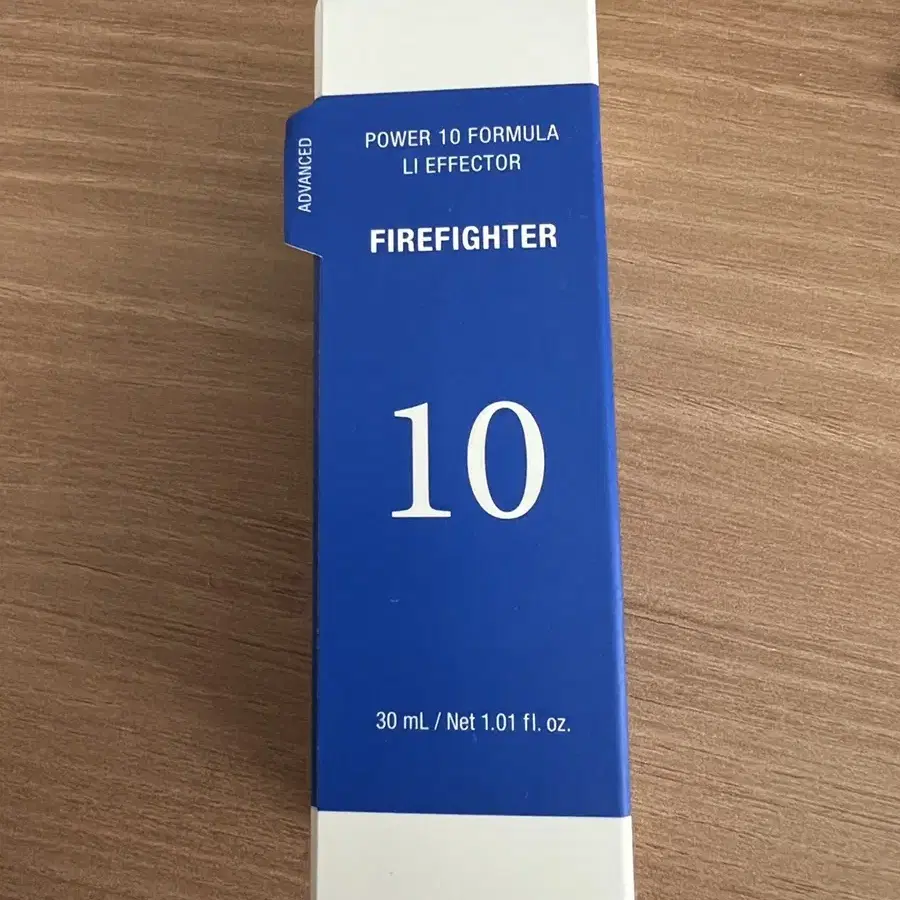 ADVANCED
POWER 10 FORMULA
LI EFFECTOR
FIREFIGHTER
10
30 mL / Net 1.01 fl. oz.